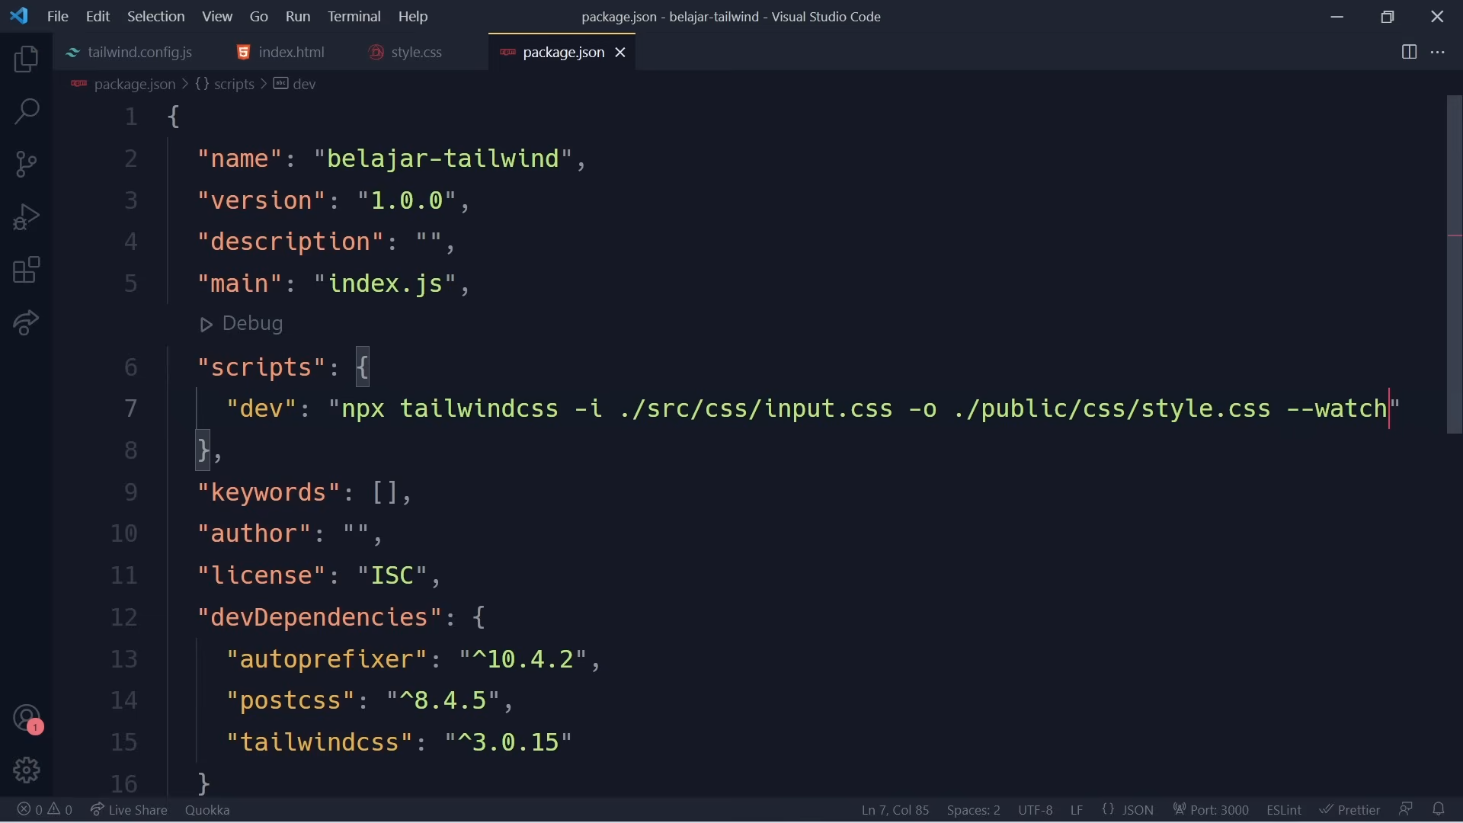 File Edit Selection View Go Run Terminal Help package.json - belajar-tailwind - Visual Studio Code
tailwind.config.js index.html style.css package.json
package.json > {} scripts > abc dev
1 {
2 "name": "belajar-tailwind",
3 "version": "1.0.0",
4 "description": "",
5 "main": "index.js",
Debug
6 "scripts": {
7 "dev": "npx tailwindcss -i ./src/css/input.css -o ./public/css/style.css --watch"
8 },
9 "keywords": [],
10 "author": "",
11 "license": "ISC",
12 "devDependencies": {
13 "autoprefixer": "^10.4.2",
14 "postcss": "^8.4.5",
15 "tailwindcss": "^3.0.15"
16 }
1
0 0 Live Share Quokka Ln 7, Col 85 Spaces: 2 UTF-8 LF {} JSON Port: 3000 ESLint Prettier